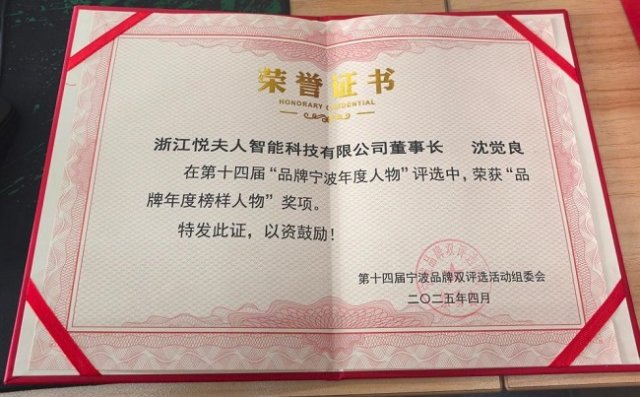 荣誉证书
HONORARY CREDENTIAL
浙江悦夫人智能科技有限公司董事长 沈觉良
在第十四届“品牌宁波年度人物”评选中，荣获“品
牌年度榜样人物”奖项。
特发此证，以资鼓励！
第十四届宁波品牌双评选活动组委会
二〇二五年四月